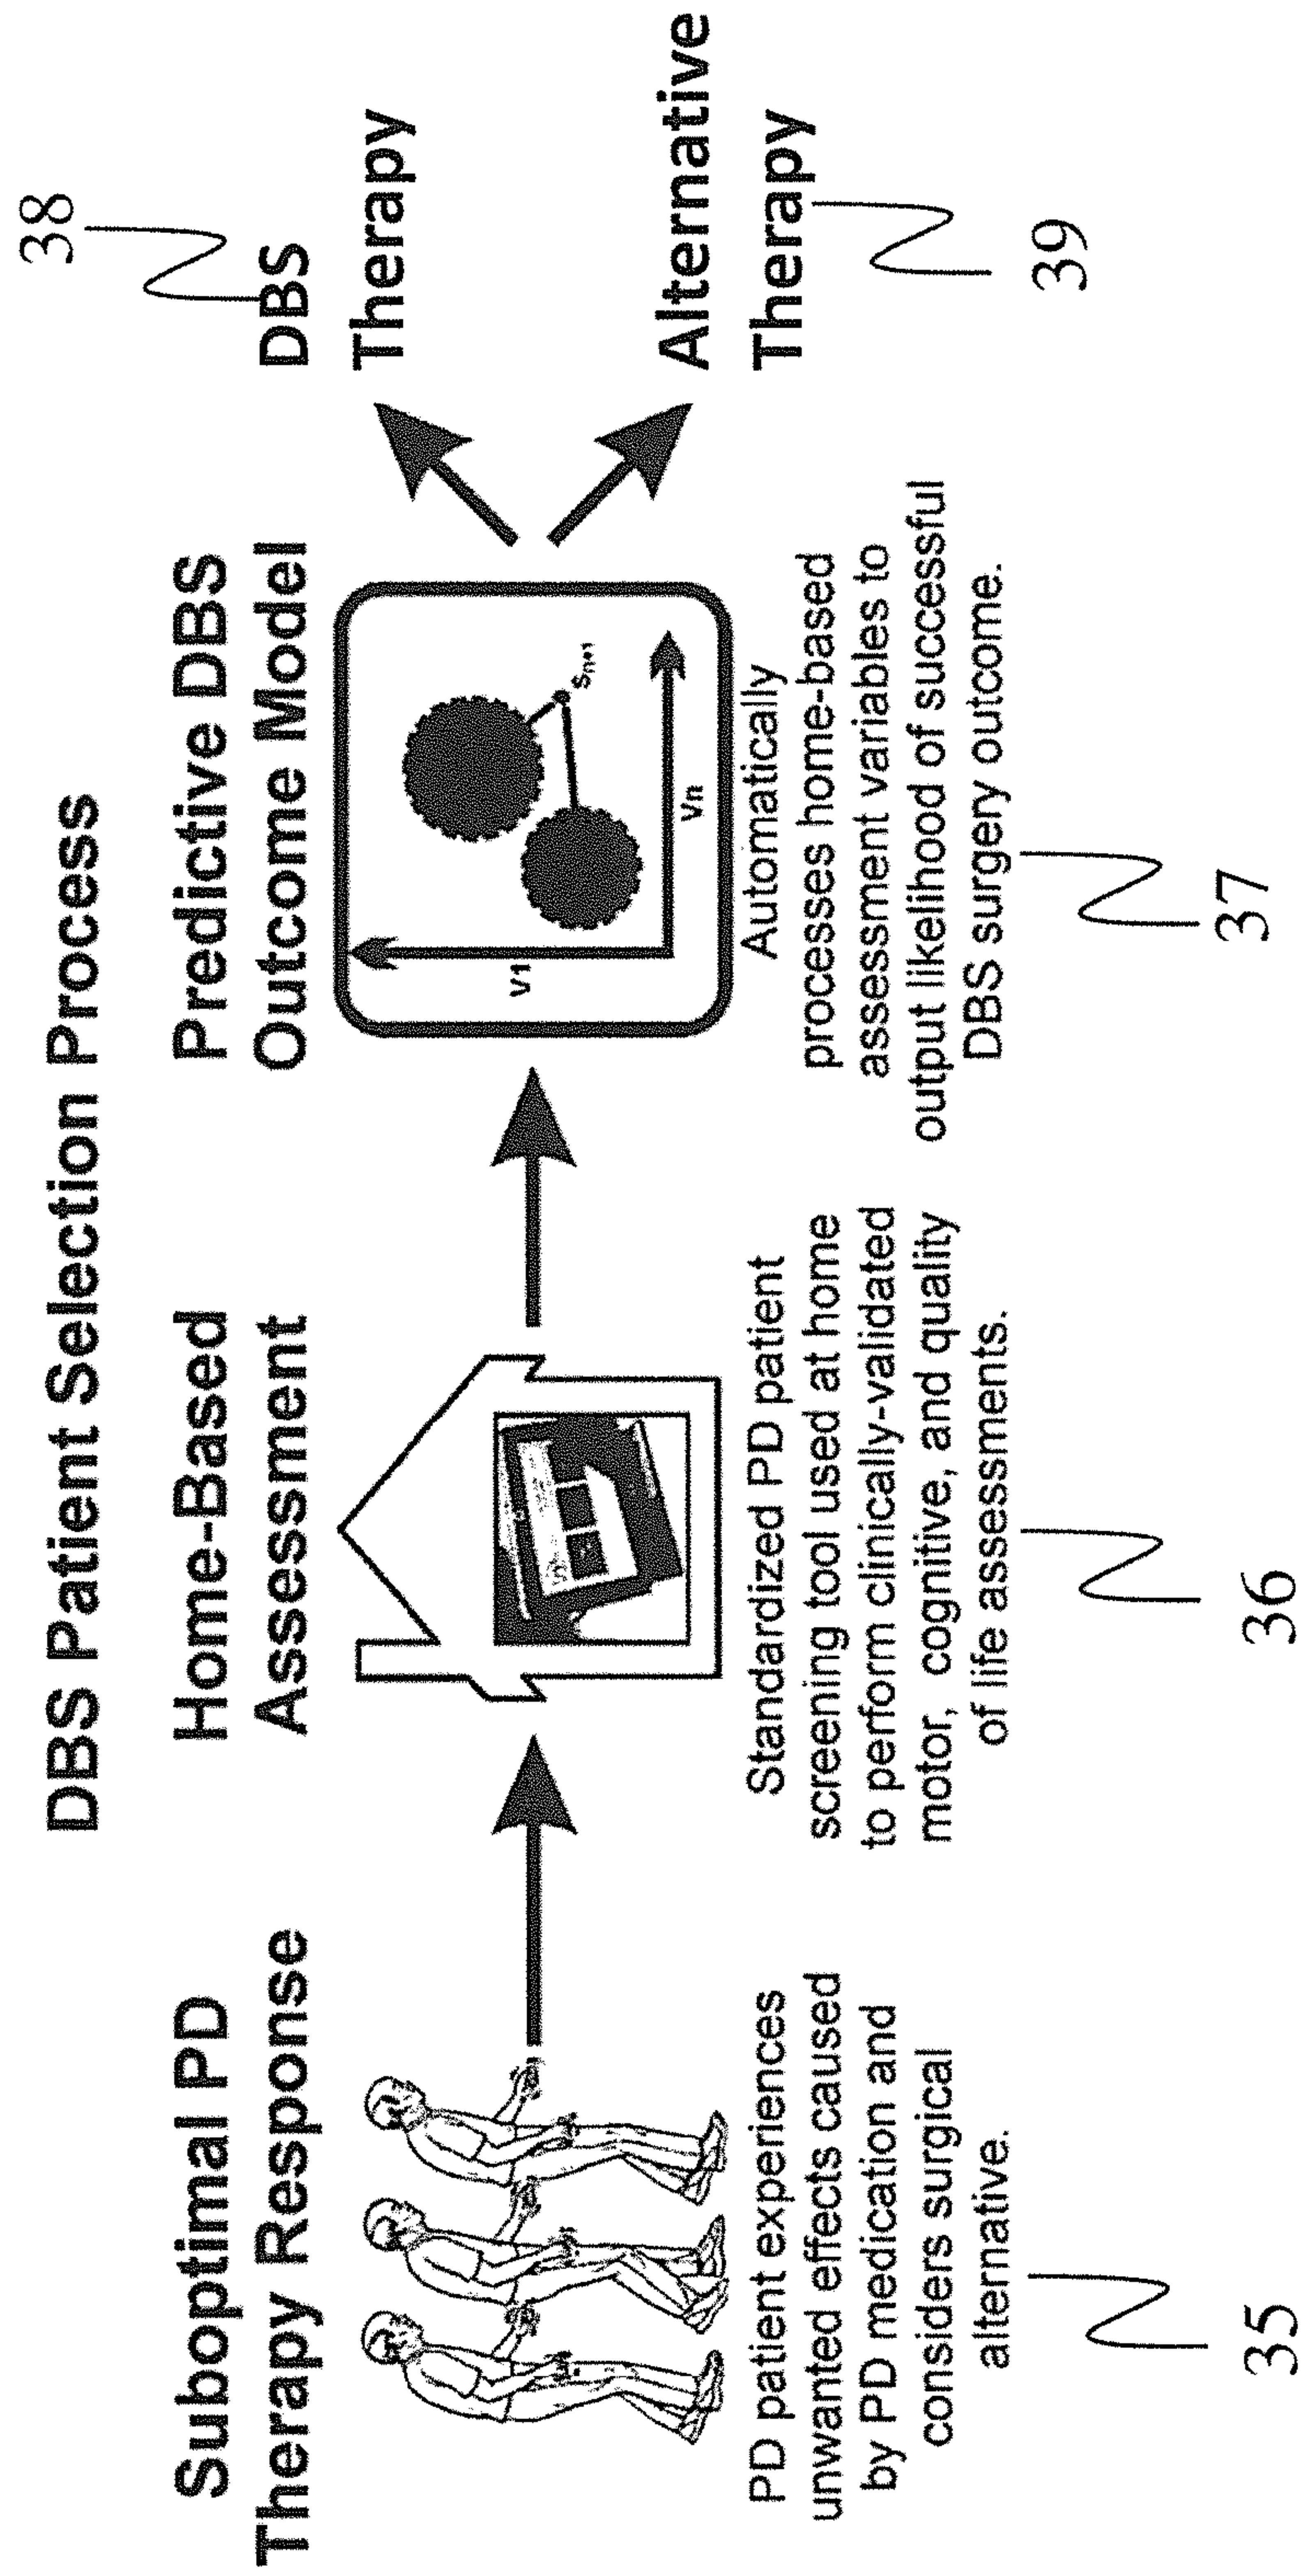 DBS Patient Selection Process
Suboptimal PD
Therapy Response
PD patient experiences
unwanted effects caused
by PD medication and
considers surgical
alternative.
35
Home-Based
Assessment
Standardized PD patient
screening tool used at home
to perform clinically-validated
motor, cognitive, and quality
of life assessments.
36
Predictive DBS
Outcome Model
V1
Vn
Sn+1
Automatically
processes home-based
assessment variables to
output likelihood of successful
DBS surgery outcome.
37
38
DBS
Therapy
Alternative
Therapy
39